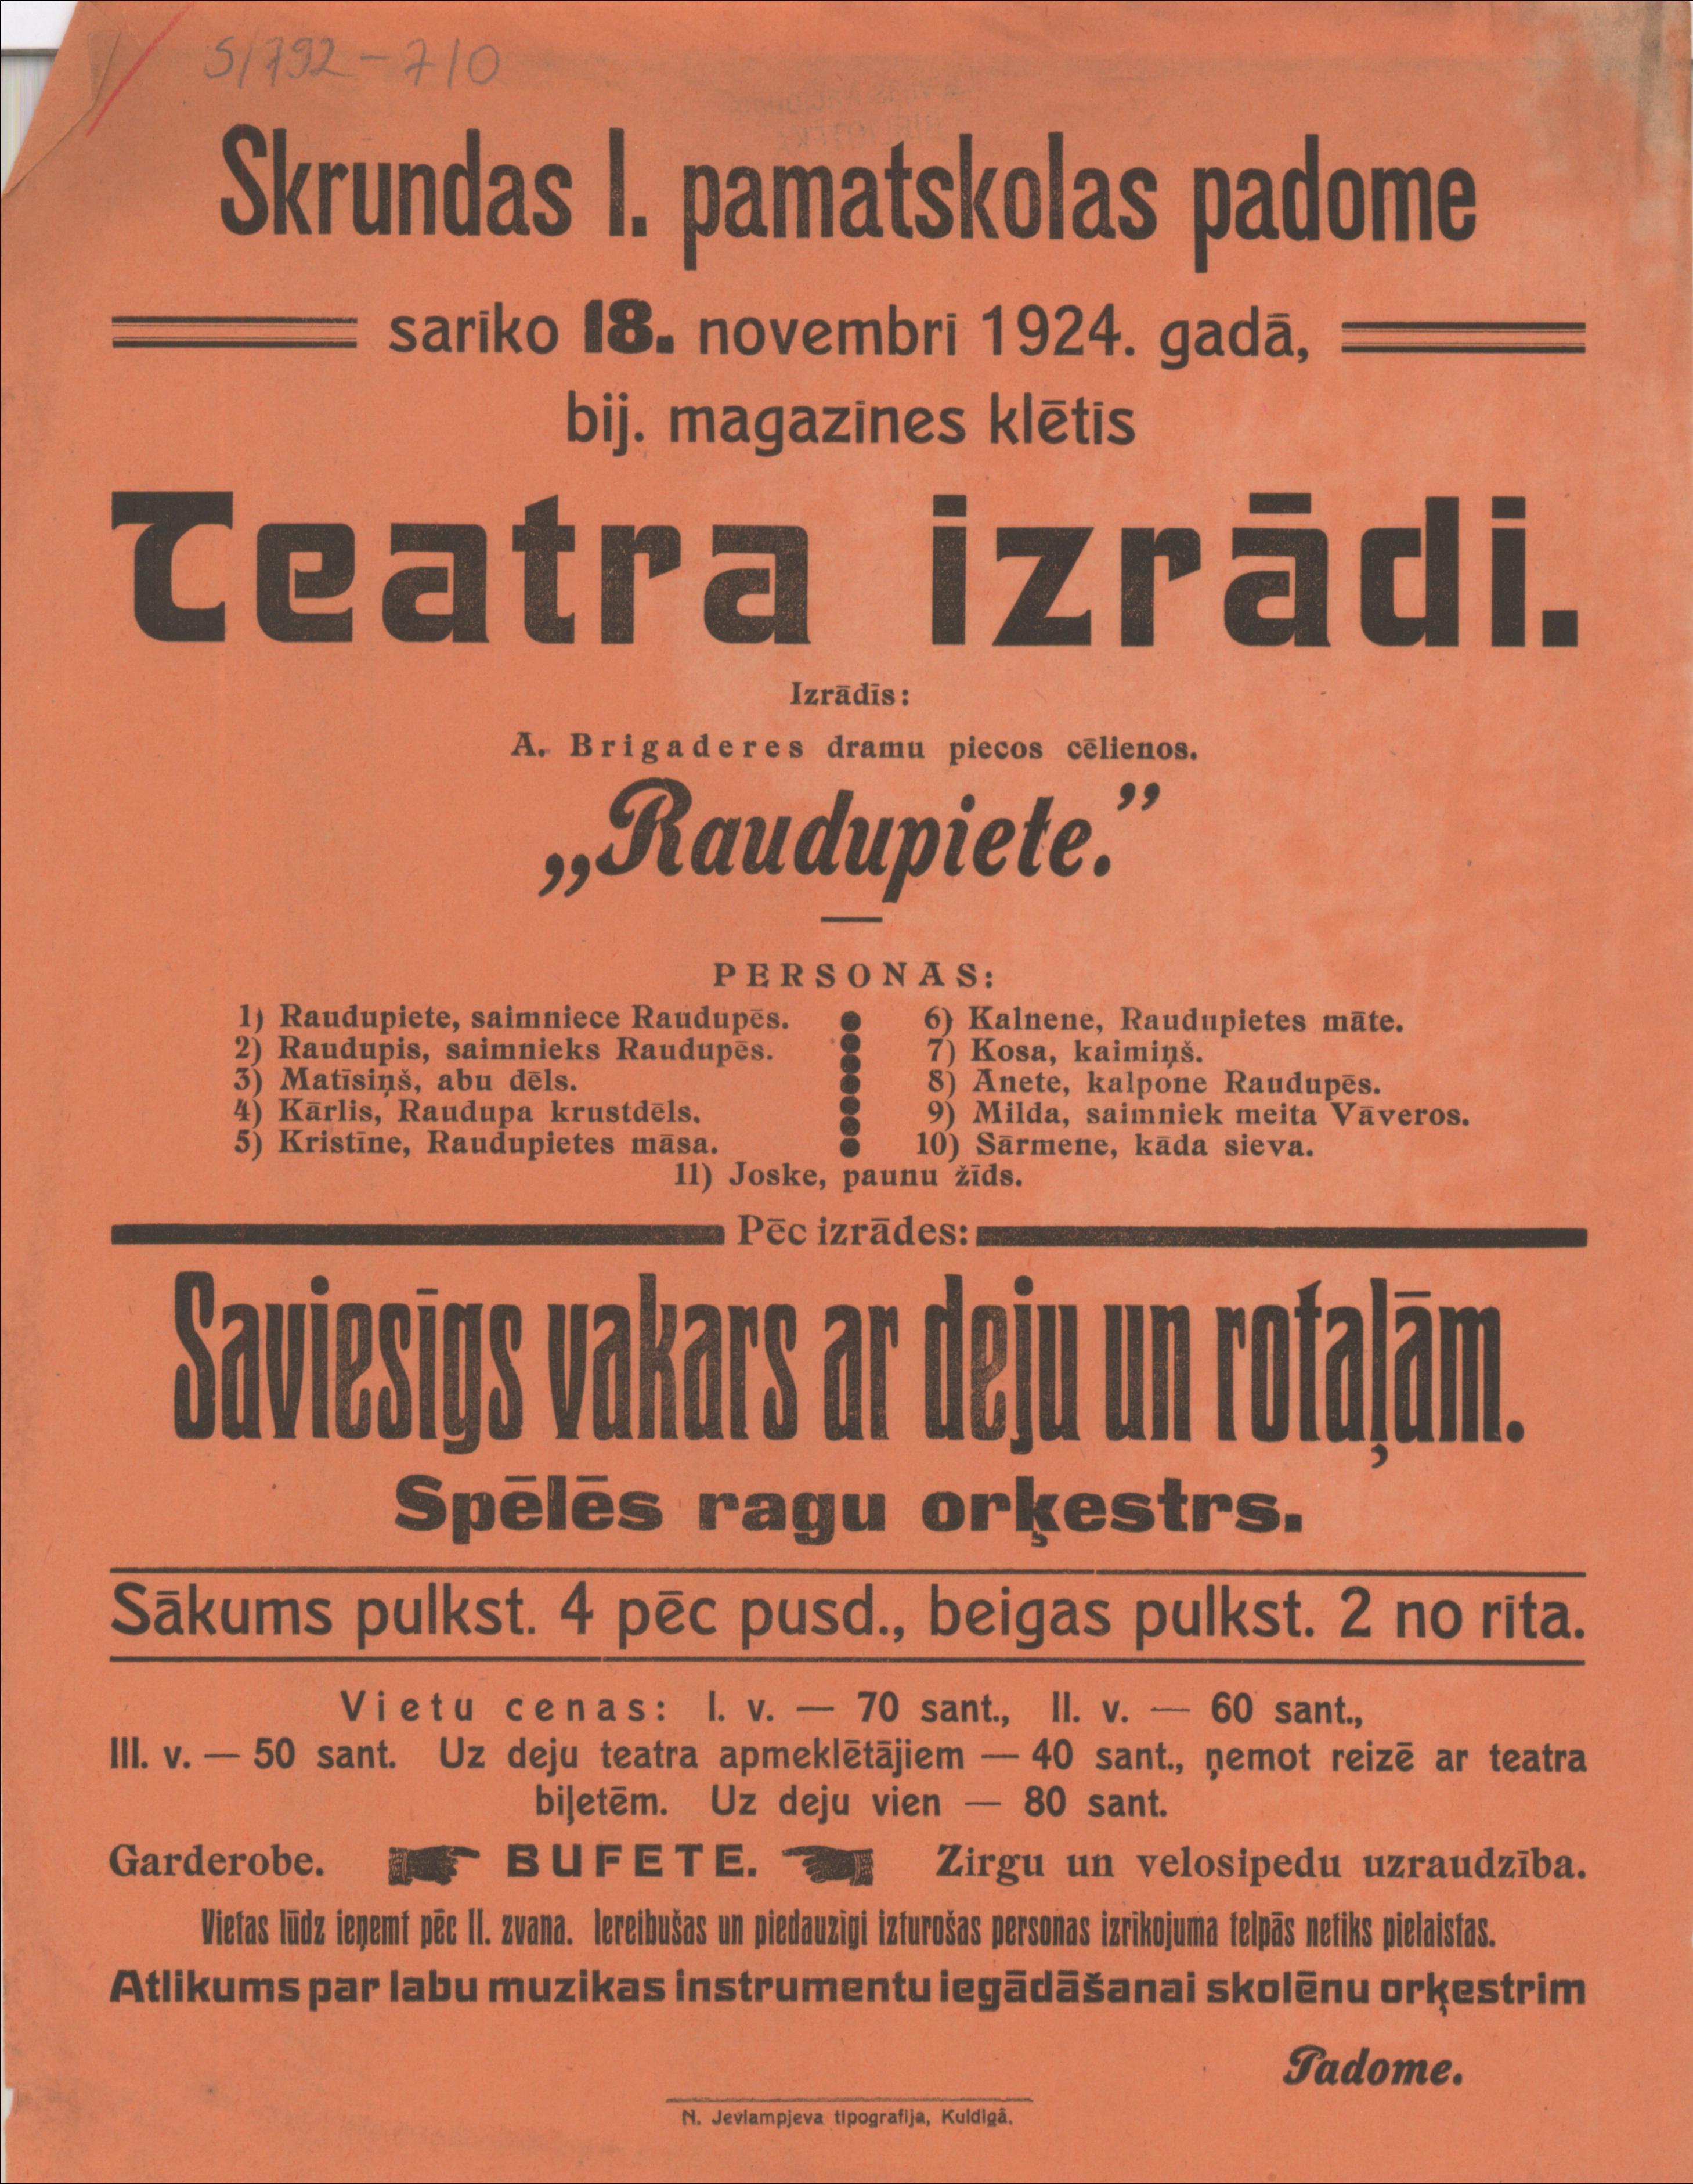 S/792-710
Skrundas I. pamatskolas padome
sarīko 18. novembrī 1924. gadā,
bij. magazines klētīs
Teatra izrādi.
Izrādīs:
A. Brigaderes dramu piecos cēlienos.
„Raudupiete.”
PERSONAS:
1) Raudupiete, saimniece Raudupēs.
2) Raudupis, saimnieks Raudupēs.
3) Matīsiņš, abu dēls.
4) Kārlis, Raudupa krustdēls.
5) Kristīne, Raudupietes māsa.
6) Kalnene, Raudupietes māte.
7) Kosa, kaimiņš.
8) Anete, kalpone Raudupēs.
9) Milda, saimniek meita Vāveros.
10) Sārmene, kāda sieva.
11) Joske, paunu žīds.
Pēc izrādes:
Saviesīgs vakars ar deju un rotaļām.
Spēlēs ragu orķestrs.
Sākums pulkst. 4 pēc pusd., beigas pulkst. 2 no rīta.
Vietu cenas: I. v. — 70 sant., II. v. — 60 sant.,
III. v. — 50 sant. Uz deju teatra apmeklētājiem — 40 sant., ņemot reizē ar teatra
biļetēm. Uz deju vien — 80 sant.
Garderobe. BUFETE. Zirgu un velosipedu uzraudzība.
Vietas lūdz ieņemt pēc II. zvana. Iereibušas un piedauzīgi izturošas personas izrīkojuma telpās netiks pielaistas.
Atlikums par labu muzikas instrumentu iegādāšanai skolēnu orķestrim
Padome.
N. Jevlampjeva tipografija, Kuldīgā.